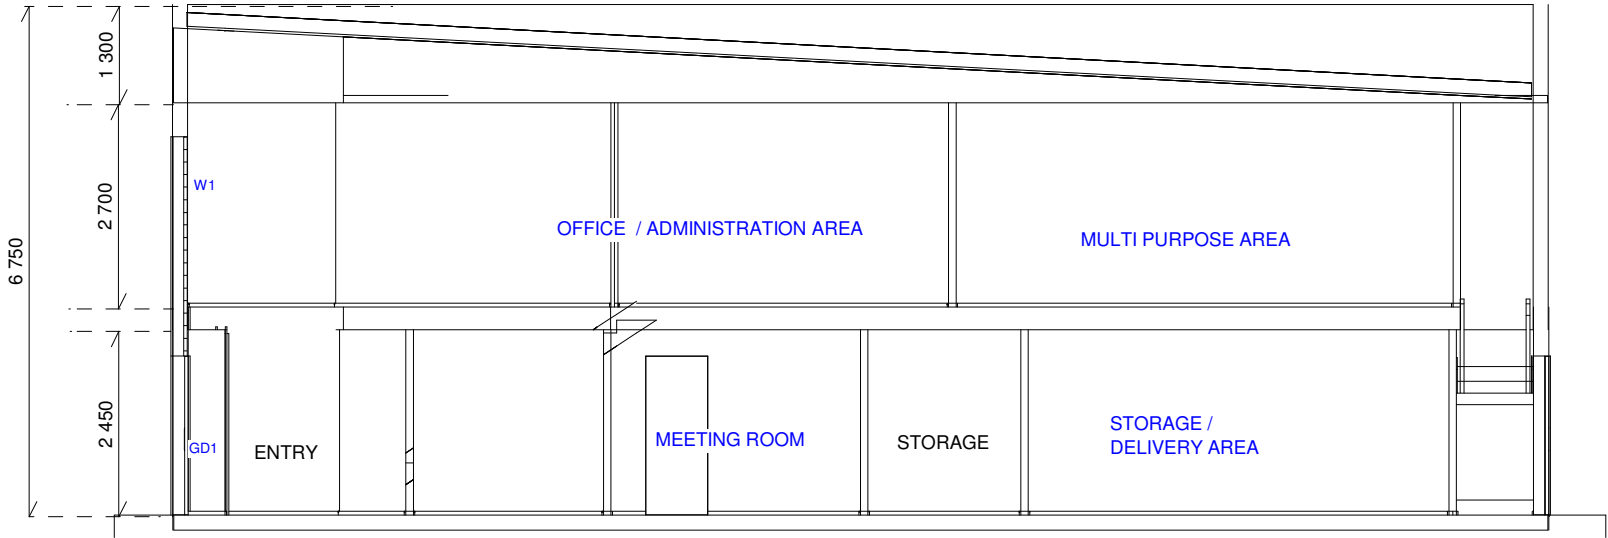 1 300
2 700
6 750
2 450
W1
OFFICE / ADMINISTRATION AREA
MULTI PURPOSE AREA
GD1
ENTRY
MEETING ROOM
STORAGE
STORAGE /
DELIVERY AREA